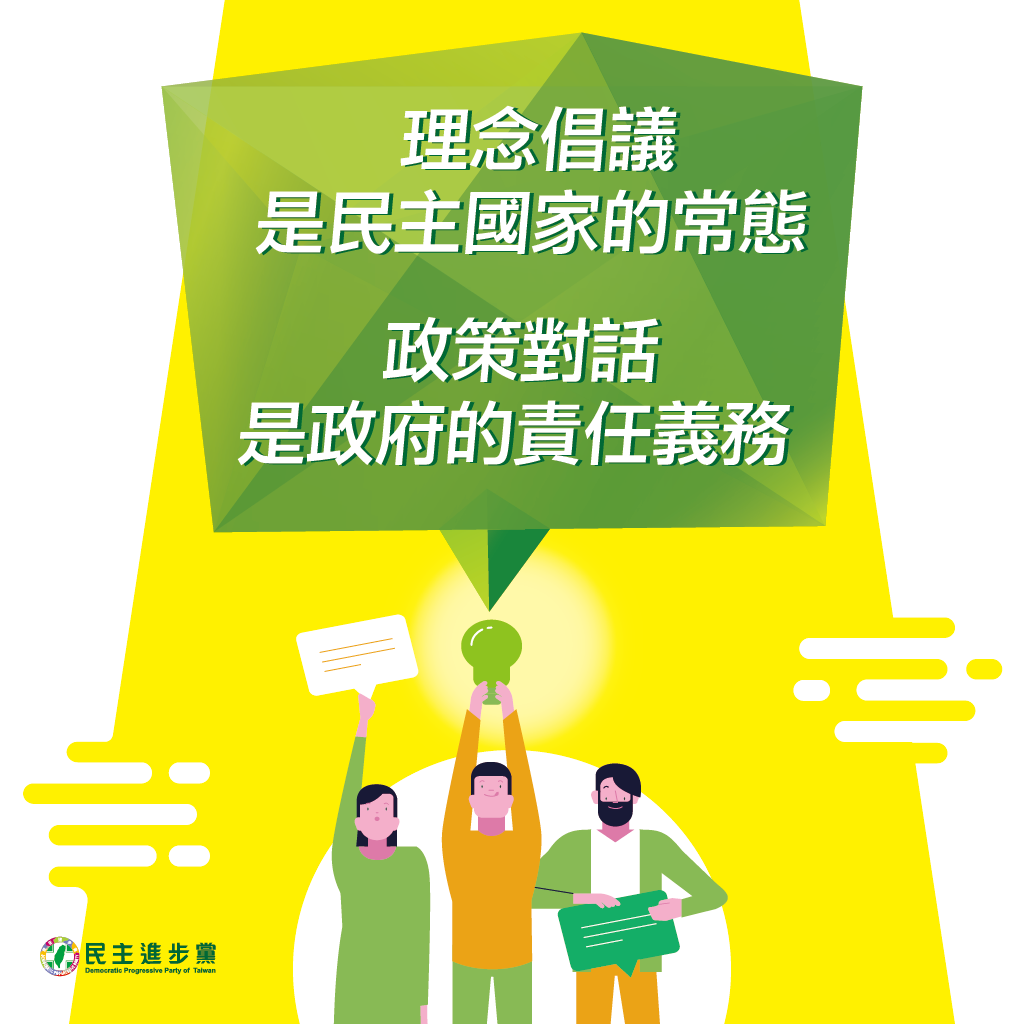 理念倡議
是民主國家的常態
政策對話
是政府的責任義務
民主進步黨
Democratic Progressive Party of Taiwan